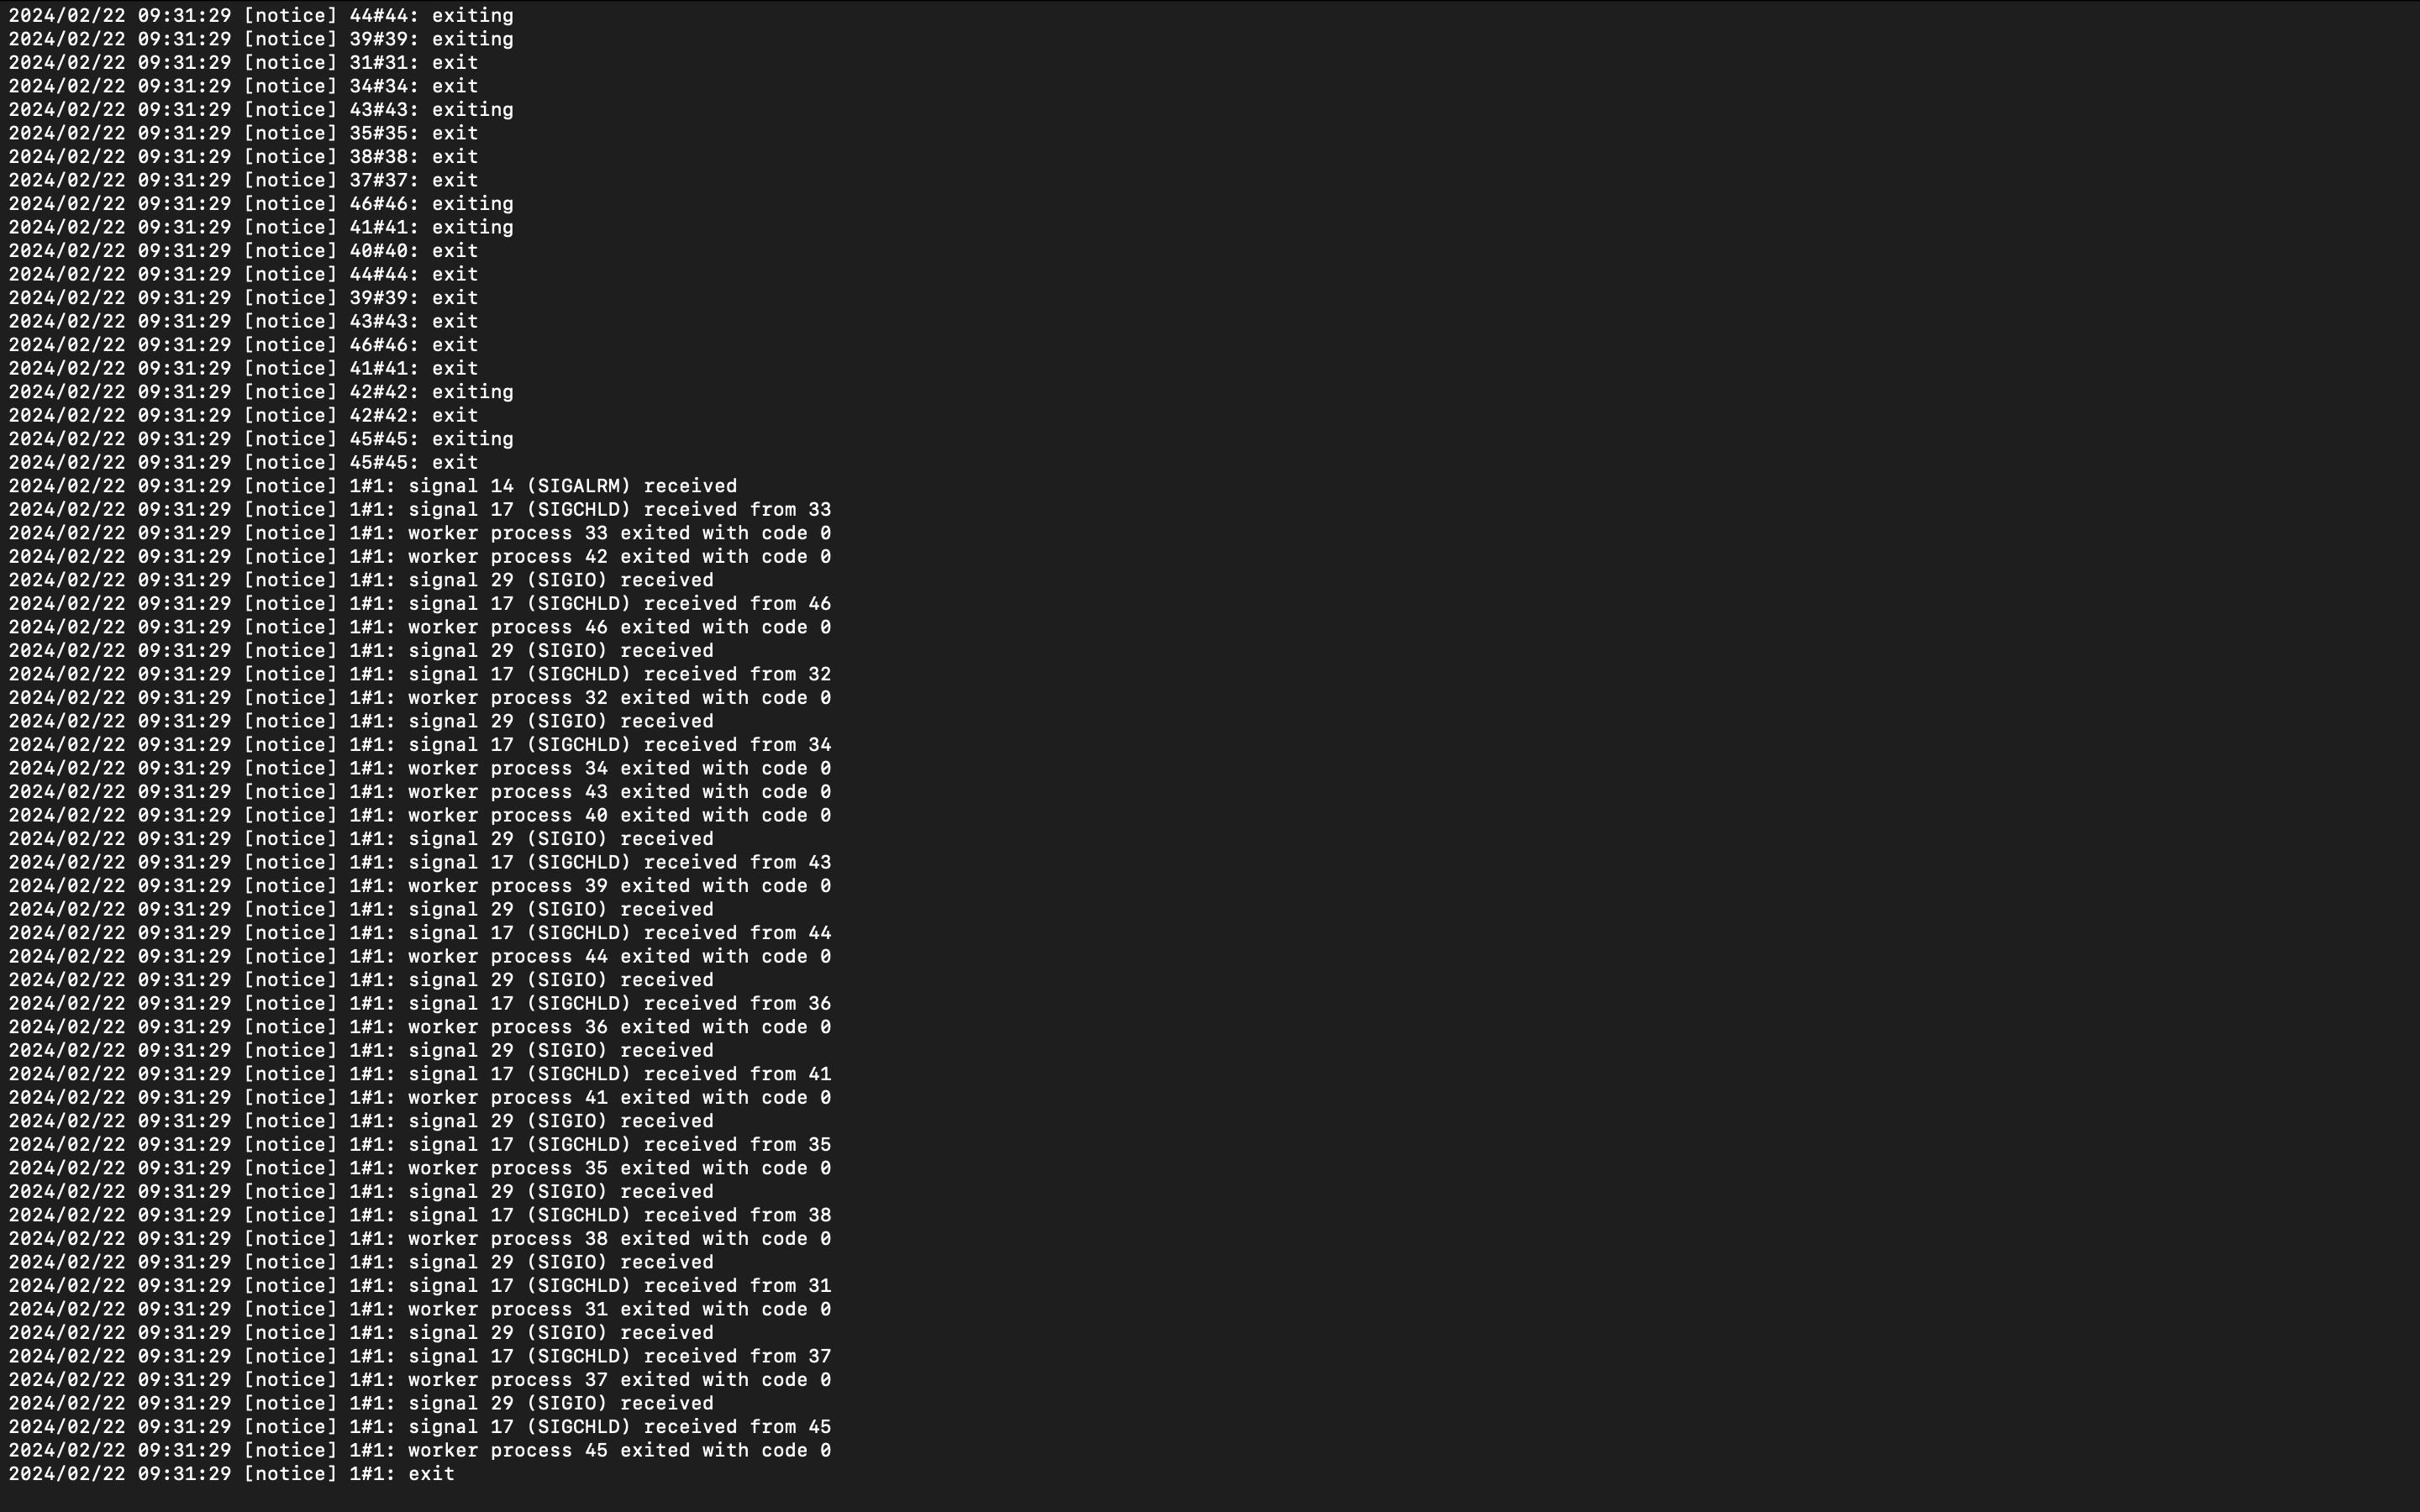 2024/02/22 09:31:29 [notice] 44#44: exiting
2024/02/22 09:31:29 [notice] 39#39: exiting
2024/02/22 09:31:29 [notice] 31#31: exit
2024/02/22 09:31:29 [notice] 34#34: exit
2024/02/22 09:31:29 [notice] 43#43: exiting
2024/02/22 09:31:29 [notice] 35#35: exit
2024/02/22 09:31:29 [notice] 38#38: exit
2024/02/22 09:31:29 [notice] 37#37: exit
2024/02/22 09:31:29 [notice] 46#46: exiting
2024/02/22 09:31:29 [notice] 41#41: exiting
2024/02/22 09:31:29 [notice] 40#40: exit
2024/02/22 09:31:29 [notice] 44#44: exit
2024/02/22 09:31:29 [notice] 39#39: exit
2024/02/22 09:31:29 [notice] 43#43: exit
2024/02/22 09:31:29 [notice] 46#46: exit
2024/02/22 09:31:29 [notice] 41#41: exit
2024/02/22 09:31:29 [notice] 42#42: exiting
2024/02/22 09:31:29 [notice] 42#42: exit
2024/02/22 09:31:29 [notice] 45#45: exiting
2024/02/22 09:31:29 [notice] 45#45: exit
2024/02/22 09:31:29 [notice] 1#1: signal 14 (SIGALRM) received
2024/02/22 09:31:29 [notice] 1#1: signal 17 (SIGCHLD) received from 33
2024/02/22 09:31:29 [notice] 1#1: worker process 33 exited with code 0
2024/02/22 09:31:29 [notice] 1#1: worker process 42 exited with code 0
2024/02/22 09:31:29 [notice] 1#1: signal 29 (SIGIO) received
2024/02/22 09:31:29 [notice] 1#1: signal 17 (SIGCHLD) received from 46
2024/02/22 09:31:29 [notice] 1#1: worker process 46 exited with code 0
2024/02/22 09:31:29 [notice] 1#1: signal 29 (SIGIO) received
2024/02/22 09:31:29 [notice] 1#1: signal 17 (SIGCHLD) received from 32
2024/02/22 09:31:29 [notice] 1#1: worker process 32 exited with code 0
2024/02/22 09:31:29 [notice] 1#1: signal 29 (SIGIO) received
2024/02/22 09:31:29 [notice] 1#1: signal 17 (SIGCHLD) received from 34
2024/02/22 09:31:29 [notice] 1#1: worker process 34 exited with code 0
2024/02/22 09:31:29 [notice] 1#1: worker process 43 exited with code 0
2024/02/22 09:31:29 [notice] 1#1: worker process 40 exited with code 0
2024/02/22 09:31:29 [notice] 1#1: signal 29 (SIGIO) received
2024/02/22 09:31:29 [notice] 1#1: signal 17 (SIGCHLD) received from 43
2024/02/22 09:31:29 [notice] 1#1: worker process 39 exited with code 0
2024/02/22 09:31:29 [notice] 1#1: signal 29 (SIGIO) received
2024/02/22 09:31:29 [notice] 1#1: signal 17 (SIGCHLD) received from 44
2024/02/22 09:31:29 [notice] 1#1: worker process 44 exited with code 0
2024/02/22 09:31:29 [notice] 1#1: signal 29 (SIGIO) received
2024/02/22 09:31:29 [notice] 1#1: signal 17 (SIGCHLD) received from 36
2024/02/22 09:31:29 [notice] 1#1: worker process 36 exited with code 0
2024/02/22 09:31:29 [notice] 1#1: signal 29 (SIGIO) received
2024/02/22 09:31:29 [notice] 1#1: signal 17 (SIGCHLD) received from 41
2024/02/22 09:31:29 [notice] 1#1: worker process 41 exited with code 0
2024/02/22 09:31:29 [notice] 1#1: signal 29 (SIGIO) received
2024/02/22 09:31:29 [notice] 1#1: signal 17 (SIGCHLD) received from 35
2024/02/22 09:31:29 [notice] 1#1: worker process 35 exited with code 0
2024/02/22 09:31:29 [notice] 1#1: signal 29 (SIGIO) received
2024/02/22 09:31:29 [notice] 1#1: signal 17 (SIGCHLD) received from 38
2024/02/22 09:31:29 [notice] 1#1: worker process 38 exited with code 0
2024/02/22 09:31:29 [notice] 1#1: signal 29 (SIGIO) received
2024/02/22 09:31:29 [notice] 1#1: signal 17 (SIGCHLD) received from 31
2024/02/22 09:31:29 [notice] 1#1: worker process 31 exited with code 0
2024/02/22 09:31:29 [notice] 1#1: signal 29 (SIGIO) received
2024/02/22 09:31:29 [notice] 1#1: signal 17 (SIGCHLD) received from 37
2024/02/22 09:31:29 [notice] 1#1: worker process 37 exited with code 0
2024/02/22 09:31:29 [notice] 1#1: signal 29 (SIGIO) received
2024/02/22 09:31:29 [notice] 1#1: signal 17 (SIGCHLD) received from 45
2024/02/22 09:31:29 [notice] 1#1: worker process 45 exited with code 0
2024/02/22 09:31:29 [notice] 1#1: exit